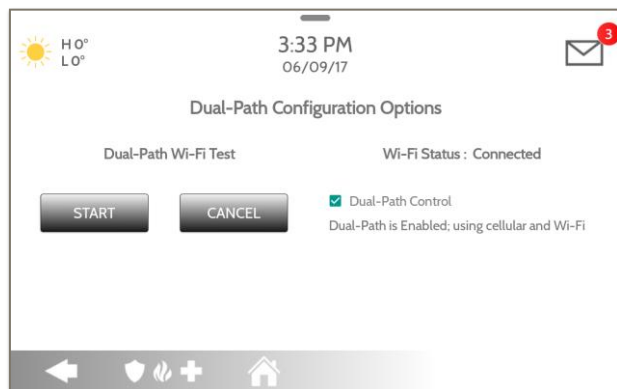 H 0°
L 0°
3:33 PM
06/09/17
3
Dual-Path Configuration Options
Dual-Path Wi-Fi Test
Wi-Fi Status : Connected
START
CANCEL
Dual-Path Control
Dual-Path is Enabled; using cellular and Wi-Fi